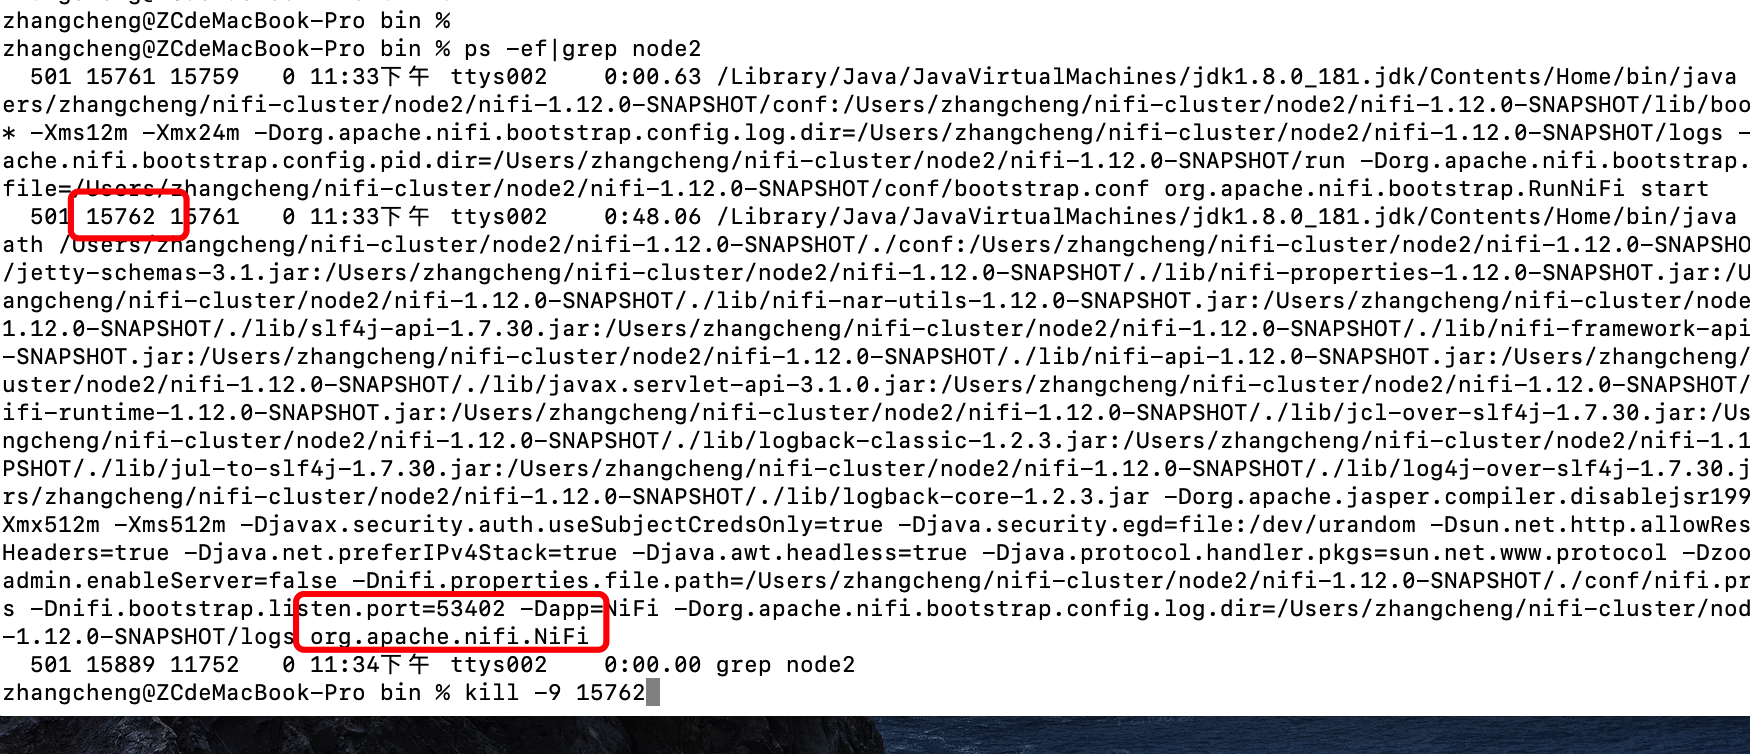 zhangcheng@ZCdeMacBook-Pro bin %
zhangcheng@ZCdeMacBook-Pro bin % ps -ef|grep node2
  501 15761 15759   0 11:33下午 ttys002    0:00.63 /Library/Java/JavaVirtualMachines/jdk1.8.0_181.jdk/Contents/Home/bin/java
ers/zhangcheng/nifi-cluster/node2/nifi-1.12.0-SNAPSHOT/conf:/Users/zhangcheng/nifi-cluster/node2/nifi-1.12.0-SNAPSHOT/lib/boo
* -Xms12m -Xmx24m -Dorg.apache.nifi.bootstrap.config.log.dir=/Users/zhangcheng/nifi-cluster/node2/nifi-1.12.0-SNAPSHOT/logs -
ache.nifi.bootstrap.config.pid.dir=/Users/zhangcheng/nifi-cluster/node2/nifi-1.12.0-SNAPSHOT/run -Dorg.apache.nifi.bootstrap.
file=/Users/zhangcheng/nifi-cluster/node2/nifi-1.12.0-SNAPSHOT/conf/bootstrap.conf org.apache.nifi.bootstrap.RunNiFi start
  501 15762 15761   0 11:33下午 ttys002    0:48.06 /Library/Java/JavaVirtualMachines/jdk1.8.0_181.jdk/Contents/Home/bin/java
ath /Users/zhangcheng/nifi-cluster/node2/nifi-1.12.0-SNAPSHOT/./conf:/Users/zhangcheng/nifi-cluster/node2/nifi-1.12.0-SNAPSHO
/jetty-schemas-3.1.jar:/Users/zhangcheng/nifi-cluster/node2/nifi-1.12.0-SNAPSHOT/./lib/nifi-properties-1.12.0-SNAPSHOT.jar:/U
angcheng/nifi-cluster/node2/nifi-1.12.0-SNAPSHOT/./lib/nifi-nar-utils-1.12.0-SNAPSHOT.jar:/Users/zhangcheng/nifi-cluster/node
1.12.0-SNAPSHOT/./lib/slf4j-api-1.7.30.jar:/Users/zhangcheng/nifi-cluster/node2/nifi-1.12.0-SNAPSHOT/./lib/nifi-framework-api
-SNAPSHOT.jar:/Users/zhangcheng/nifi-cluster/node2/nifi-1.12.0-SNAPSHOT/./lib/nifi-api-1.12.0-SNAPSHOT.jar:/Users/zhangcheng/
uster/node2/nifi-1.12.0-SNAPSHOT/./lib/javax.servlet-api-3.1.0.jar:/Users/zhangcheng/nifi-cluster/node2/nifi-1.12.0-SNAPSHOT/
ifi-runtime-1.12.0-SNAPSHOT.jar:/Users/zhangcheng/nifi-cluster/node2/nifi-1.12.0-SNAPSHOT/./lib/jcl-over-slf4j-1.7.30.jar:/Us
ngcheng/nifi-cluster/node2/nifi-1.12.0-SNAPSHOT/./lib/logback-classic-1.2.3.jar:/Users/zhangcheng/nifi-cluster/node2/nifi-1.1
PSHOT/./lib/jul-to-slf4j-1.7.30.jar:/Users/zhangcheng/nifi-cluster/node2/nifi-1.12.0-SNAPSHOT/./lib/log4j-over-slf4j-1.7.30.j
rs/zhangcheng/nifi-cluster/node2/nifi-1.12.0-SNAPSHOT/./lib/logback-core-1.2.3.jar -Dorg.apache.jasper.compiler.disablejsr199
Xmx512m -Xms512m -Djavax.security.auth.useSubjectCredsOnly=true -Djava.security.egd=file:/dev/urandom -Dsun.net.http.allowRes
Headers=true -Djava.net.preferIPv4Stack=true -Djava.awt.headless=true -Djava.protocol.handler.pkgs=sun.net.www.protocol -Dzoo
admin.enableServer=false -Dnifi.properties.file.path=/Users/zhangcheng/nifi-cluster/node2/nifi-1.12.0-SNAPSHOT/./conf/nifi.pr
s -Dnifi.bootstrap.listen.port=53402 -Dapp=NiFi -Dorg.apache.nifi.bootstrap.config.log.dir=/Users/zhangcheng/nifi-cluster/nod
-1.12.0-SNAPSHOT/logs org.apache.nifi.NiFi
  501 15889 11752   0 11:34下午 ttys002    0:00.00 grep node2
zhangcheng@ZCdeMacBook-Pro bin % kill -9 15762